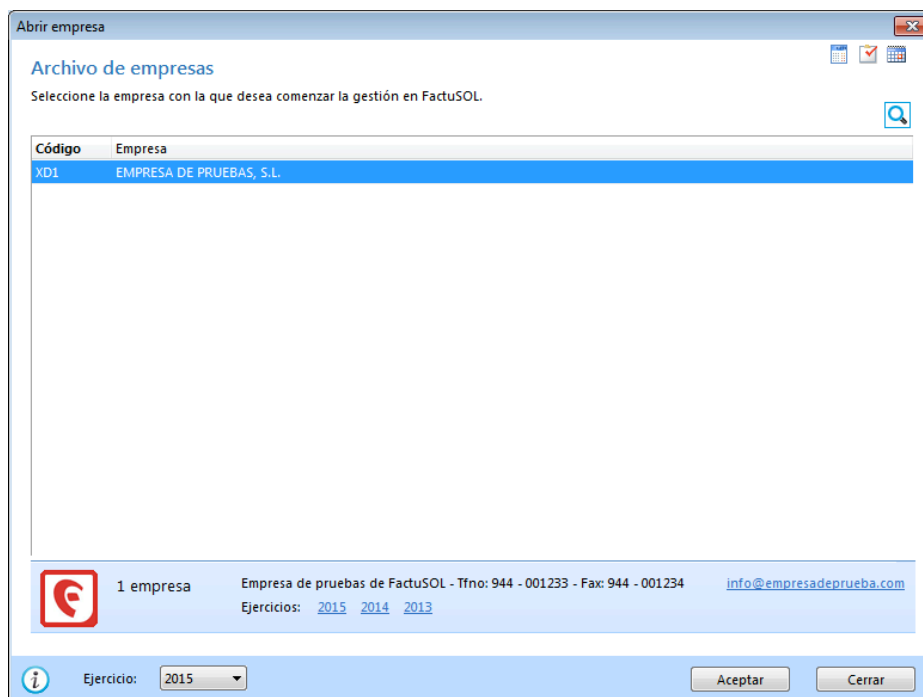 Abrir empresa
Archivo de empresas
Seleccione la empresa con la que desea comenzar la gestión en FactuSOL.
Código Empresa
XD1 EMPRESA DE PRUEBAS, S.L.
1 empresa Empresa de pruebas de FactuSOL - Tfno: 944 - 001233 - Fax: 944 - 001234 info@empresadeprueba.com
Ejercicios: 2015 2014 2013
Ejercicio: 2015 Aceptar Cerrar